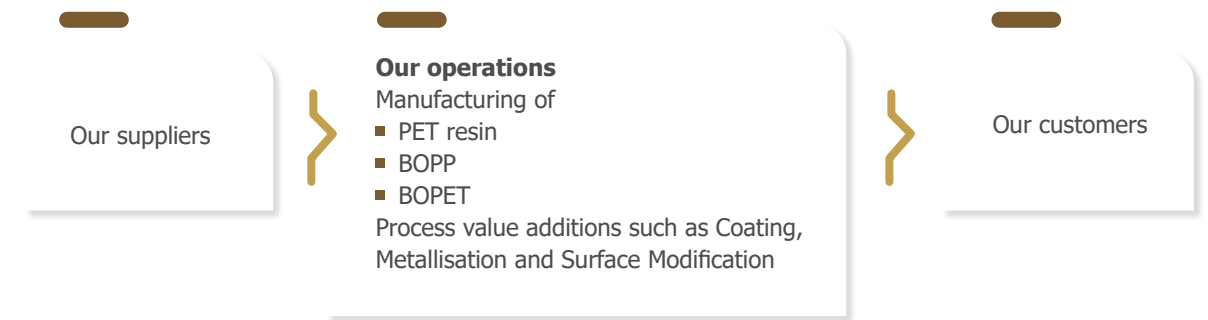 Our suppliers
Our operations
Manufacturing of
PET resin
BOPP
BOPET
Process value additions such as Coating,
Metallisation and Surface Modification
Our customers